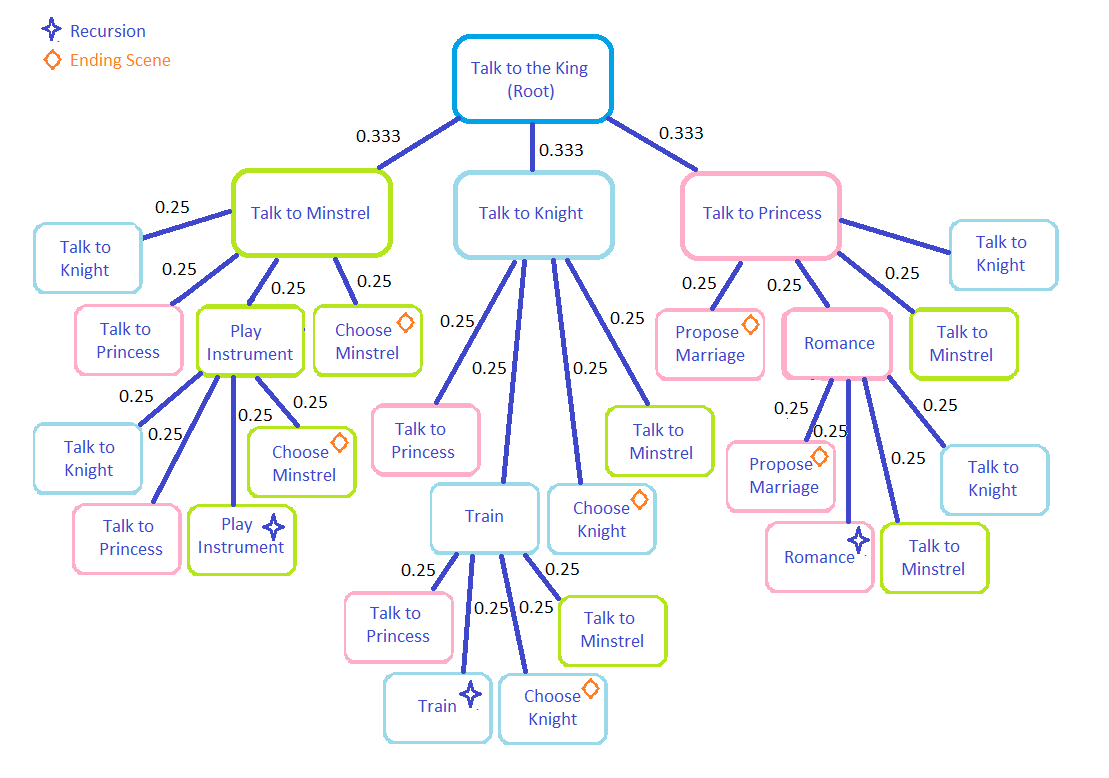 Recursion
Ending Scene
Talk to the King
(Root)
0.333
0.333
0.333
Talk to Minstrel
Talk to Knight
Talk to Princess
0.25
Talk to
Knight
0.25
0.25
0.25
Talk to
Princess
Play
Instrument
Choose
Minstrel
0.25
0.25
0.25
0.25
Talk to
Knight
Talk to
Princess
Play
Instrument
Choose
Minstrel
0.25
0.25
0.25
0.25
Talk to
Princess
Train
Choose
Knight
Talk to
Minstrel
0.25
0.25
0.25
0.25
Talk to
Princess
Train
Choose
Knight
Talk to
Minstrel
0.25
0.25
0.25
Talk to
Knight
Propose
Marriage
Romance
Talk to
Minstrel
0.25
0.25
0.25
0.25
Propose
Marriage
Romance
Talk to
Minstrel
Talk to
Knight